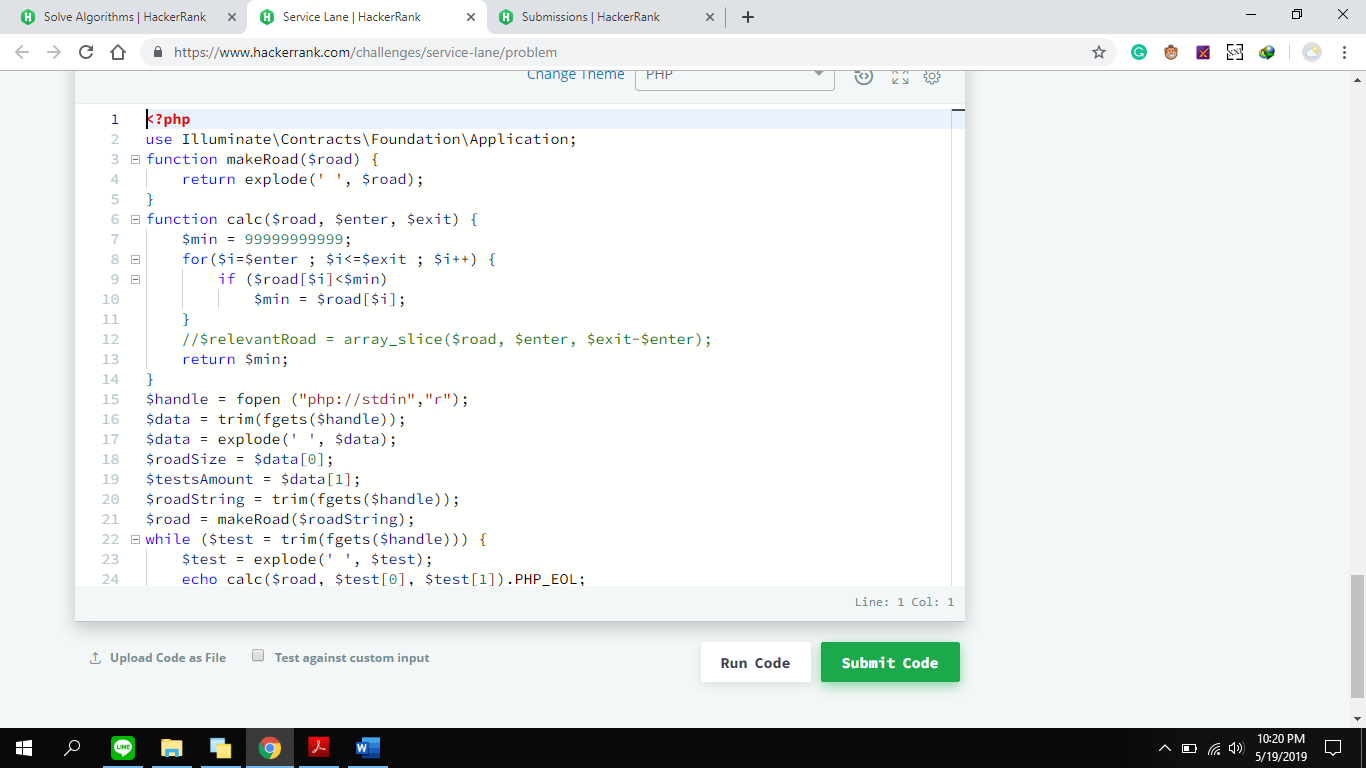 Solve Algorithms | HackerRank
Service Lane | HackerRank
Submissions | HackerRank
https://www.hackerrank.com/challenges/service-lane/problem
Change Theme
PHP
1 <?php
2 use Illuminate\Contracts\Foundation\Application;
3 function makeRoad($road) {
4     return explode(' ', $road);
5 }
6 function calc($road, $enter, $exit) {
7     $min = 99999999999;
8     for($i=$enter ; $i<=$exit ; $i++) {
9         if ($road[$i]<$min)
10             $min = $road[$i];
11     }
12     //$relevantRoad = array_slice($road, $enter, $exit-$enter);
13     return $min;
14 }
15 $handle = fopen ("php://stdin","r");
16 $data = trim(fgets($handle));
17 $data = explode(' ', $data);
18 $roadSize = $data[0];
19 $testsAmount = $data[1];
20 $roadString = trim(fgets($handle));
21 $road = makeRoad($roadString);
22 while ($test = trim(fgets($handle))) {
23     $test = explode(' ', $test);
24     echo calc($road, $test[0], $test[1]).PHP_EOL;
Line: 1 Col: 1
Upload Code as File
Test against custom input
Run Code
Submit Code
LINE
10:20 PM
5/19/2019